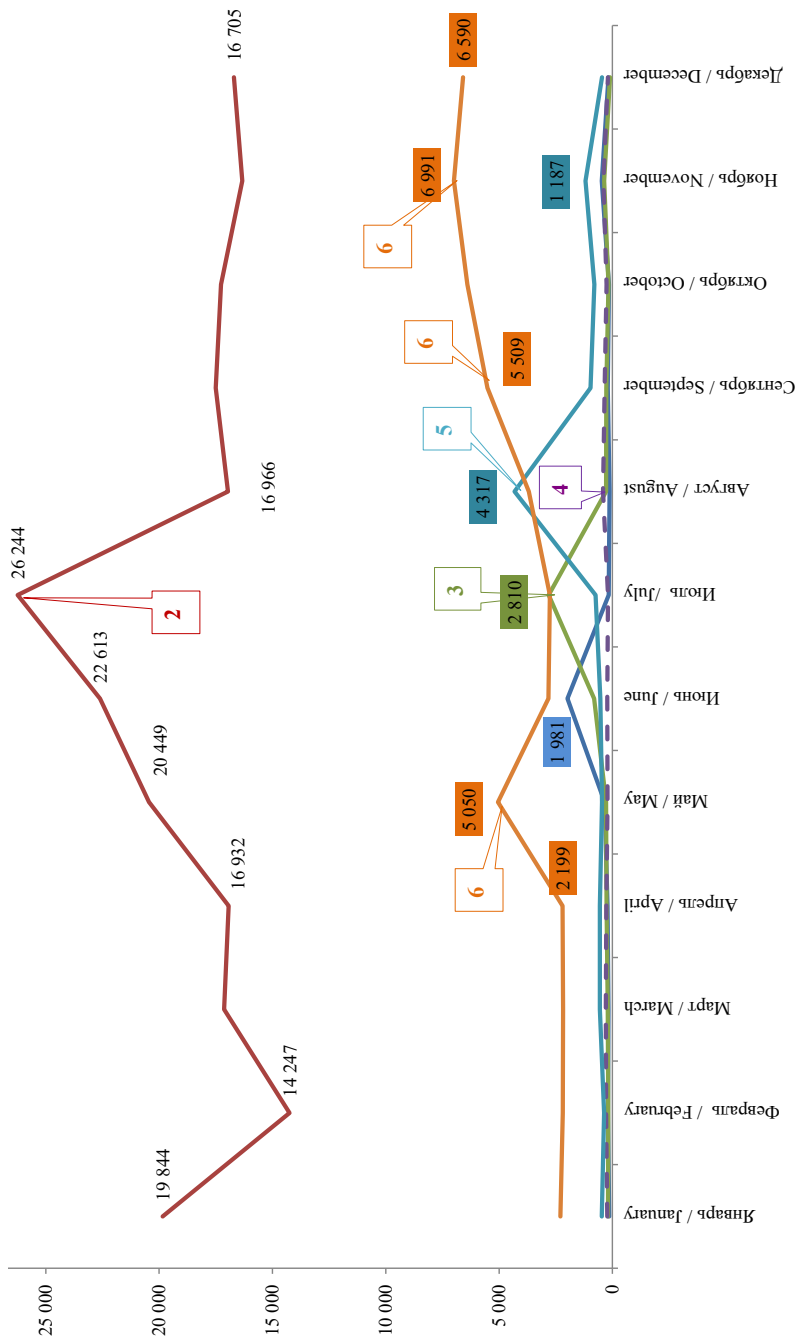 25 000
20 000
15 000
10 000
5 000
0
19 844
14 247
16 932
20 449
22 613
26 244
16 966
16 705
2
2 199
5 050
6
1 981
2 810
3
4 317
5
4
5 509
6
6 991
6
6 590
1 187
Январь / January
Февраль / February
Март / March
Апрель / April
Май / May
Июнь / June
Июль / July
Август / August
Сентябрь / September
Октябрь / October
Ноябрь / November
Декабрь / December